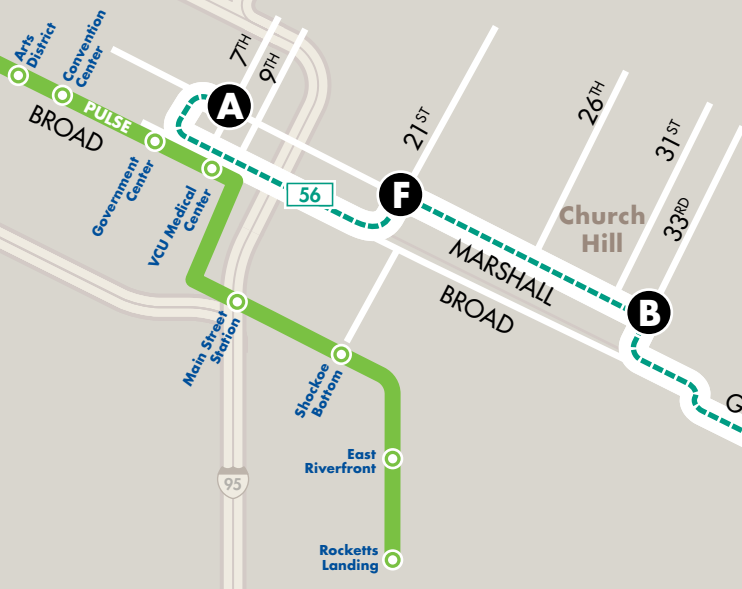 Arts
District
Convention
Center
PULSE
BROAD
7TH
9TH
A
Government
Center
VCU Medical
Center
56
21ST
F
26TH
31ST
33RD
Church
Hill
MARSHALL
BROAD
B
Main Street
Station
Shockoe
Bottom
G
95
East
Riverfront
Rocketts
Landing